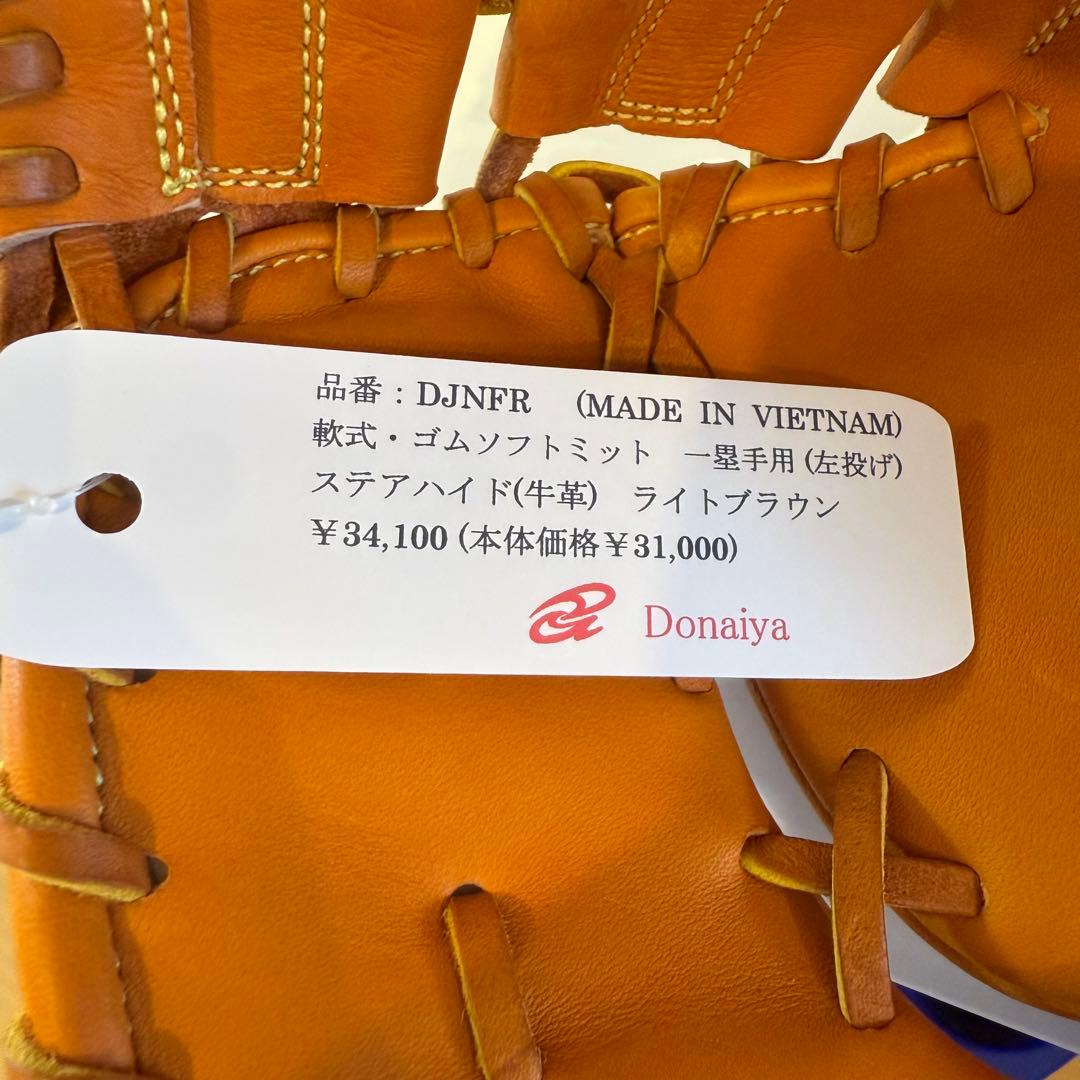 品番：DJNFR　(MADE IN VIETNAM)
軟式・ゴムソフトミット　一塁手用 (左投げ)
ステアハイド(牛革)　ライトブラウン
￥34,100 (本体価格￥31,000)
Donaiya